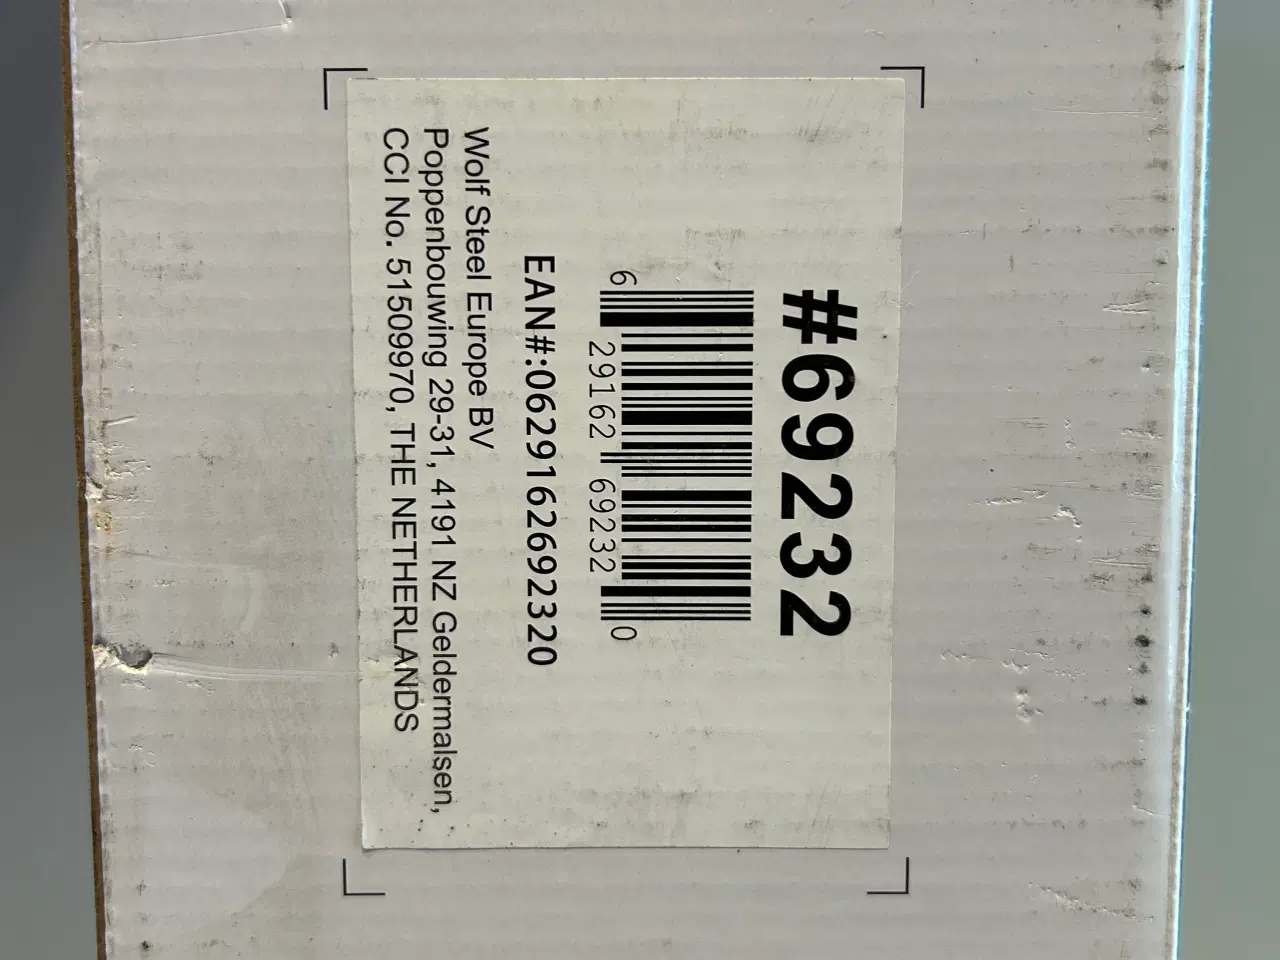 #69232
6 29162 69232 0
EAN#:0629162692320
Wolf Steel Europe BV
Poppenbouwing 29-31, 4191 NZ Geldermalsen,
CCI No. 51509970, THE NETHERLANDS